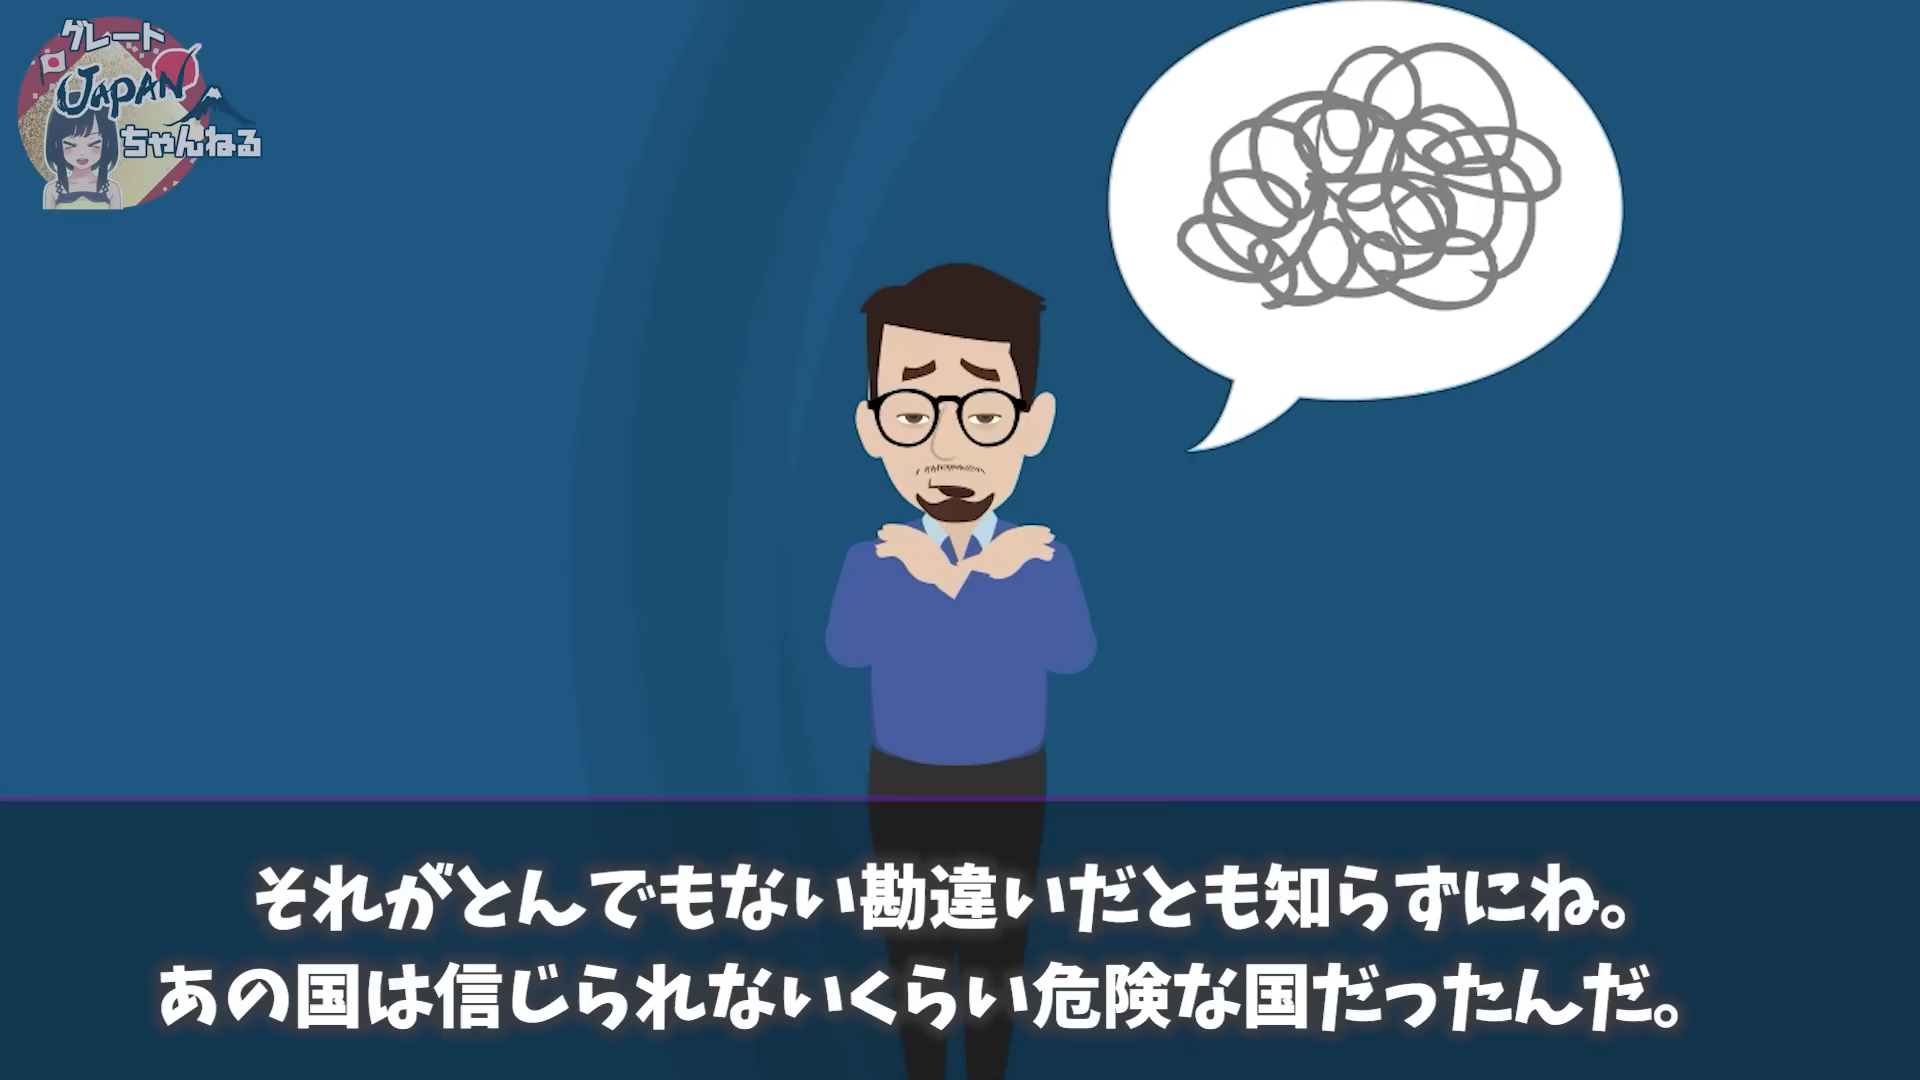 グレート
JAPAN
ちゃんねる
それがとんでもない勘違いだとも知らずにね。
あの国は信じられないくらい危険な国だったんだ。